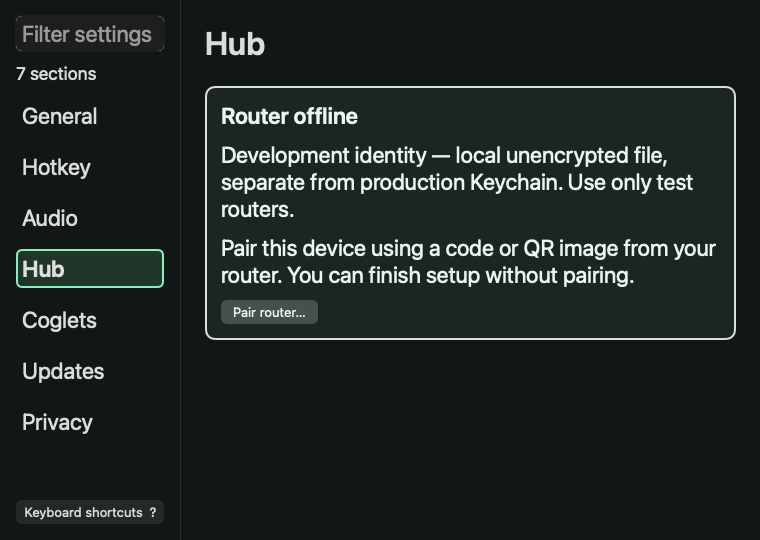 Filter settings
7 sections
General
Hotkey
Audio
Hub
Coglets
Updates
Privacy
Keyboard shortcuts ?
Hub
Router offline
Development identity — local unencrypted file,
separate from production Keychain. Use only test
routers.
Pair this device using a code or QR image from your
router. You can finish setup without pairing.
Pair router...